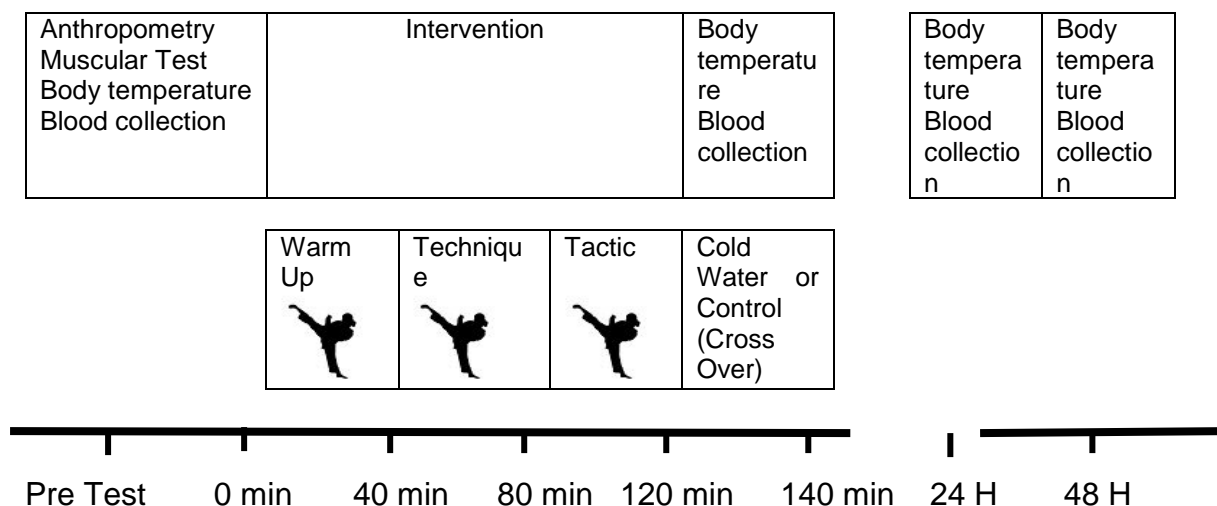 Anthropometry
Muscular Test
Body temperature
Blood collection
Intervention
Body
temperatu
re
Blood
collection
Body
tempera
ture
Blood
collectio
n
Body
tempera
ture
Blood
collectio
n
Warm
Up
Techniqu
e
Tactic
Cold
Water or
Control
(Cross
Over)
Pre Test 0 min 40 min 80 min 120 min 140 min 24 H 48 H